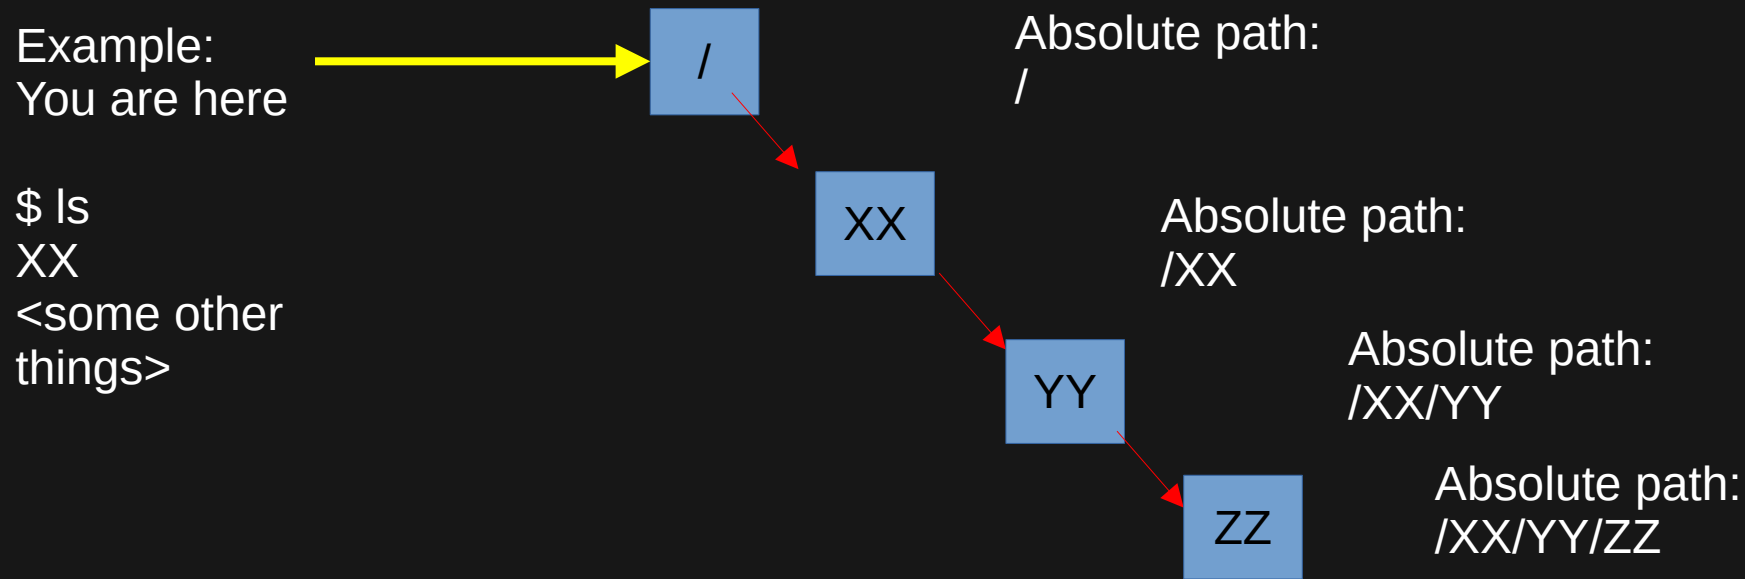 Example:
You are here
$ ls
XX
<some other
things>
/
Absolute path:
/
XX
Absolute path:
/XX
YY
Absolute path:
/XX/YY
ZZ
Absolute path:
/XX/YY/ZZ